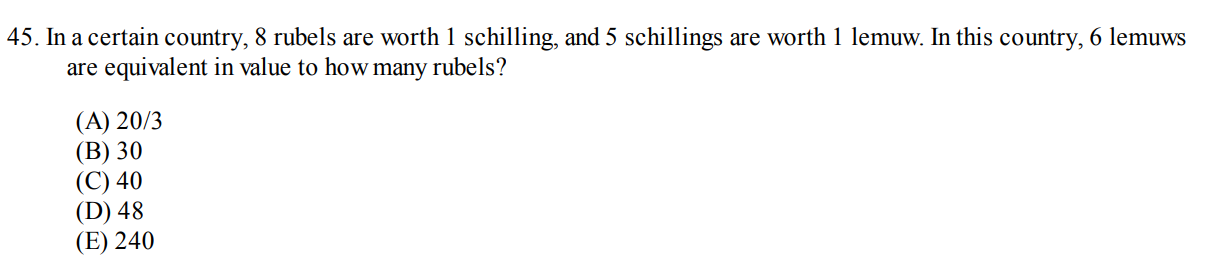 45. In a certain country, 8 rubels are worth 1 schilling, and 5 schillings are worth 1 lemuw. In this country, 6 lemuws
are equivalent in value to how many rubels?
(A) 20/3
(B) 30
(C) 40
(D) 48
(E) 240